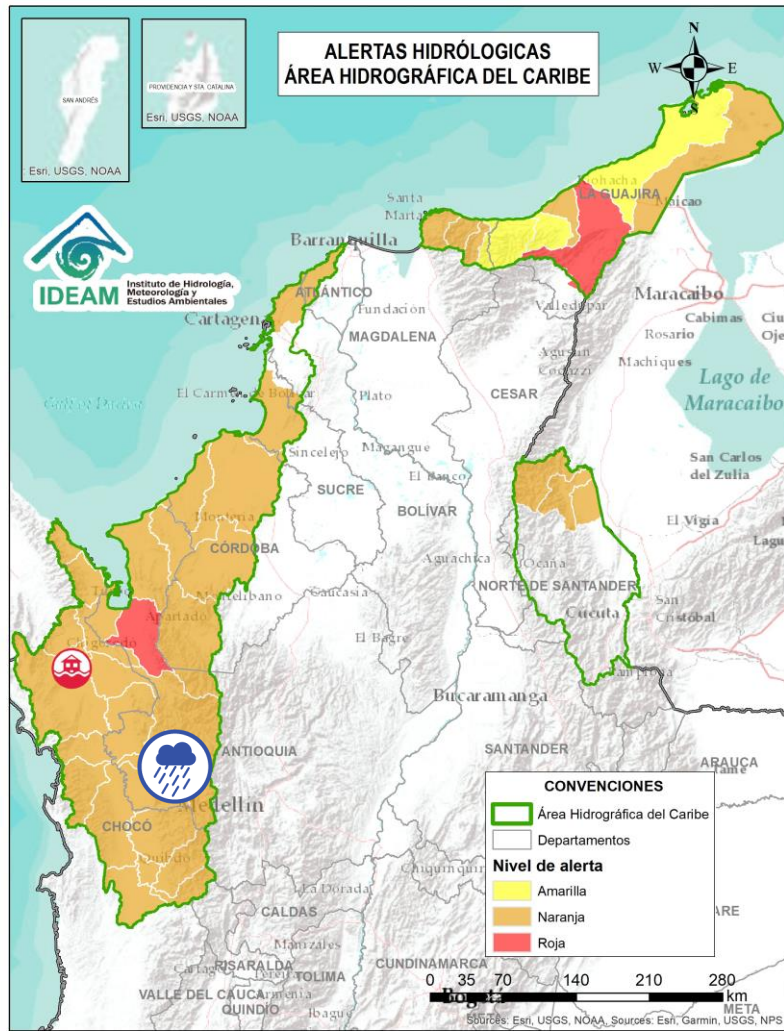 ALERTAS HIDRÓLOGICAS
ÁREA HIDROGRÁFICA DEL CARIBE
N
W E
S
SAN ANDRÉS
Esri, USGS, NOAA
PROVIDENCIA Y STA. CATALINA
Esri, USGS, NOAA
IDEAM
Instituto de Hidrología,
Meteorología y
Estudios Ambientales
Santa
Marta
LA GUAJIRA
Maicao
Barranquilla
ATLÁNTICO
Maracaibo
Cabimas
Rosario
Machiques
Lago de
Maracaibo
Fundación
Valledupar
MAGDALENA
Agustín
Codazzi
CESAR
El Carmen de Bolívar
Plato
Sincelejo
Magangue
SUCRE
El Banco
BOLÍVAR
San Carlos
del Zulia
El Vigía
Montería
CÓRDOBA
Aguachica
Ocaña
NORTE DE SANTANDER
Cucuta
San
Cristóbal
Caucasia
Apartadó
El Bagre
Bucaramanga
SANTANDER
ARAUCA
ANTIOQUIA
Medellín
CHOCÓ
Quibdó
La Dorada
CALDAS
Manizales
RISARALDA
TOLIMA
CUNDINAMARCA
VALLE DEL CAUCA
QUINDÍO
Armenia
Ibagué
Bogotá
META
META
CONVENCIONES
Área Hidrográfica del Caribe
Departamentos
Nivel de alerta
Amarilla
Naranja
Roja
0 35 70 140 210 280
km
Sources: Esri, USGS, NOAA, Sources: Esri, Garmin, USGS, NPS